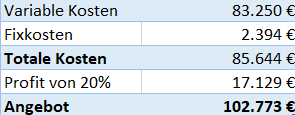 Variable Kosten 83.250 €
Fixkosten 2.394 €
Totale Kosten 85.644 €
Profit von 20% 17.129 €
Angebot 102.773 €